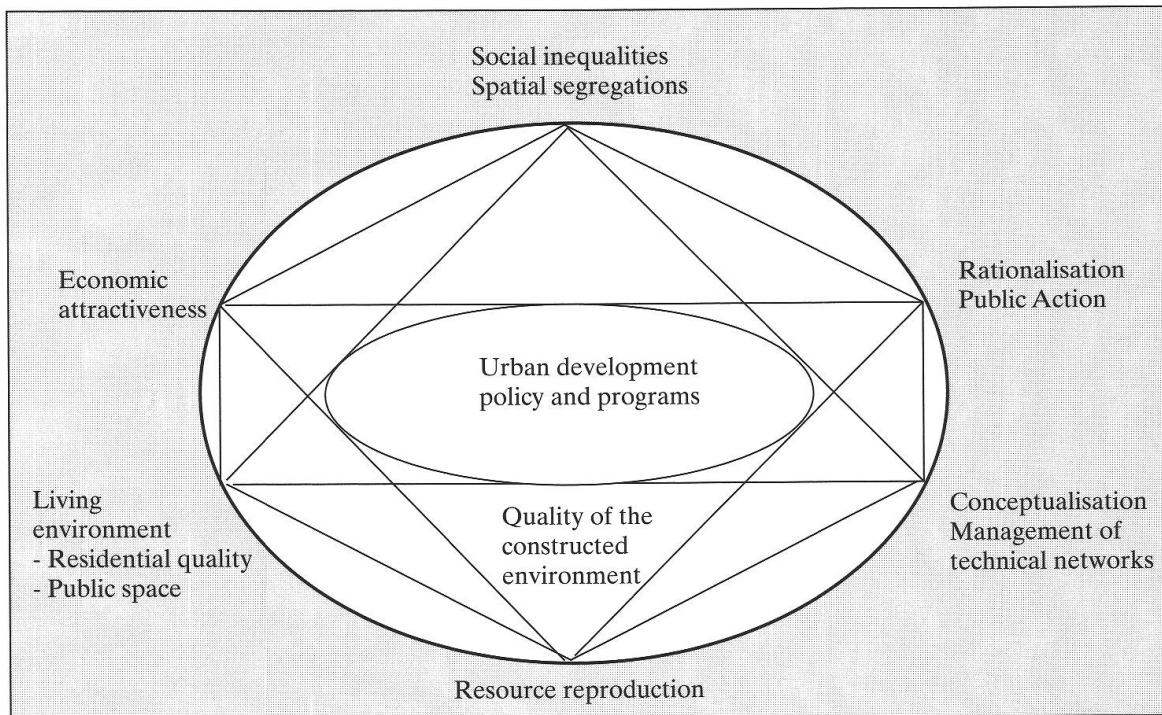 Social inequalities
Spatial segregations
Economic
attractiveness
Rationalisation
Public Action
Urban development
policy and programs
Living
environment
- Residential quality
- Public space
Quality of the
constructed
environment
Conceptualisation
Management of
technical networks
Resource reproduction